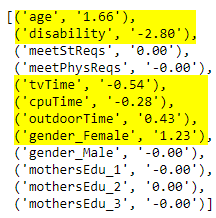 [('age', '1.66'),
('disability', '-2.80'),
('meetStReqs', '0.00'),
('meetPhysReqs', '-0.00'),
('tvTime', '-0.54'),
('cpuTime', '-0.28'),
('outdoorTime', '0.43'),
('gender_Female', '1.23'),
('gender_Male', '-0.00'),
('mothersEdu_1', '-0.00'),
('mothersEdu_2', '0.00'),
('mothersEdu_3', '-0.00')]